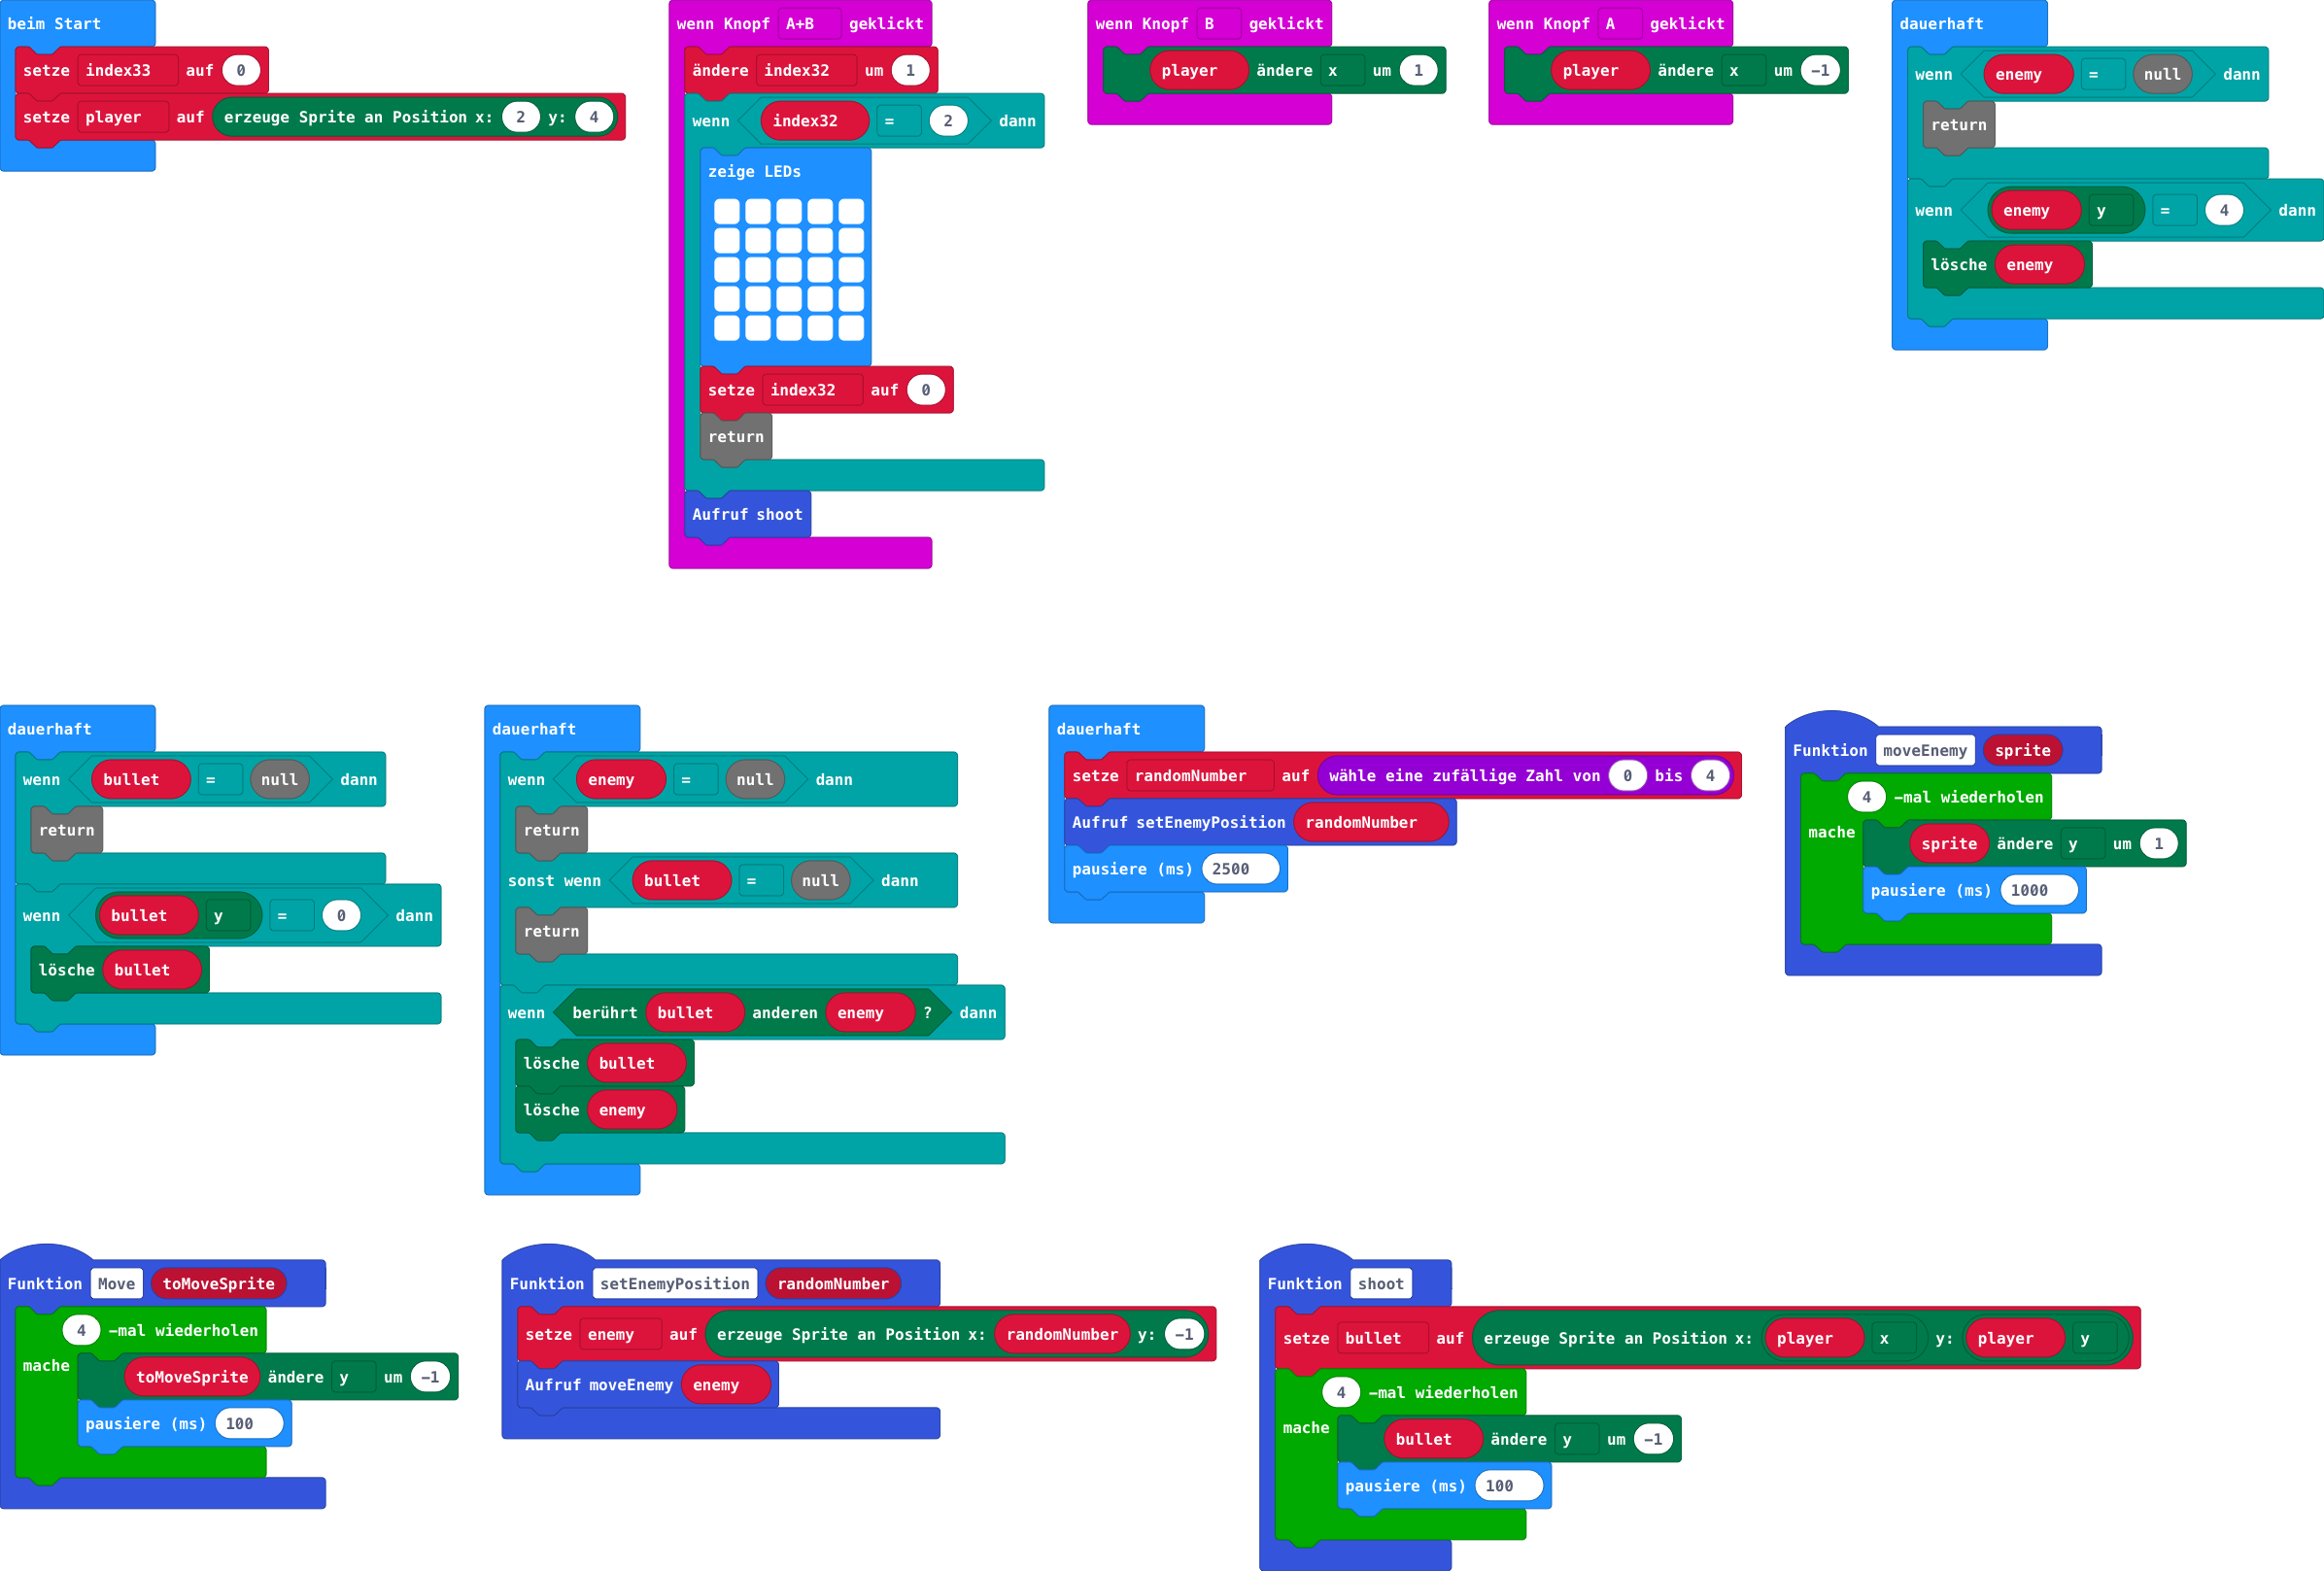 beim Start
setze index33 auf 0
setze player auf erzeuge Sprite an Position x: 2 y: 4
wenn Knopf A+B geklickt
ändere index32 um 1
wenn index32 = 2 dann
zeige LEDs
setze index32 auf 0
return
Aufruf shoot
wenn Knopf B geklickt
player ändere x um 1
wenn Knopf A geklickt
player ändere x um −1
dauerhaft
wenn enemy = null dann
return
wenn enemy y = 4 dann
lösche enemy
dauerhaft
wenn bullet = null dann
return
wenn bullet y = 0 dann
lösche bullet
dauerhaft
wenn enemy = null dann
return
sonst wenn bullet = null dann
return
wenn berührt bullet anderen enemy ? dann
lösche bullet
lösche enemy
dauerhaft
setze randomNumber auf wähle eine zufällige Zahl von 0 bis 4
Aufruf setEnemyPosition randomNumber
pausiere (ms) 2500
Funktion moveEnemy sprite
4 −mal wiederholen
mache
sprite ändere y um 1
pausiere (ms) 1000
Funktion Move toMoveSprite
4 −mal wiederholen
mache
toMoveSprite ändere y um −1
pausiere (ms) 100
Funktion setEnemyPosition randomNumber
setze enemy auf erzeuge Sprite an Position x: randomNumber y: −1
Aufruf moveEnemy enemy
Funktion shoot
setze bullet auf erzeuge Sprite an Position x: player x y: player y
4 −mal wiederholen
mache
bullet ändere y um −1
pausiere (ms) 100